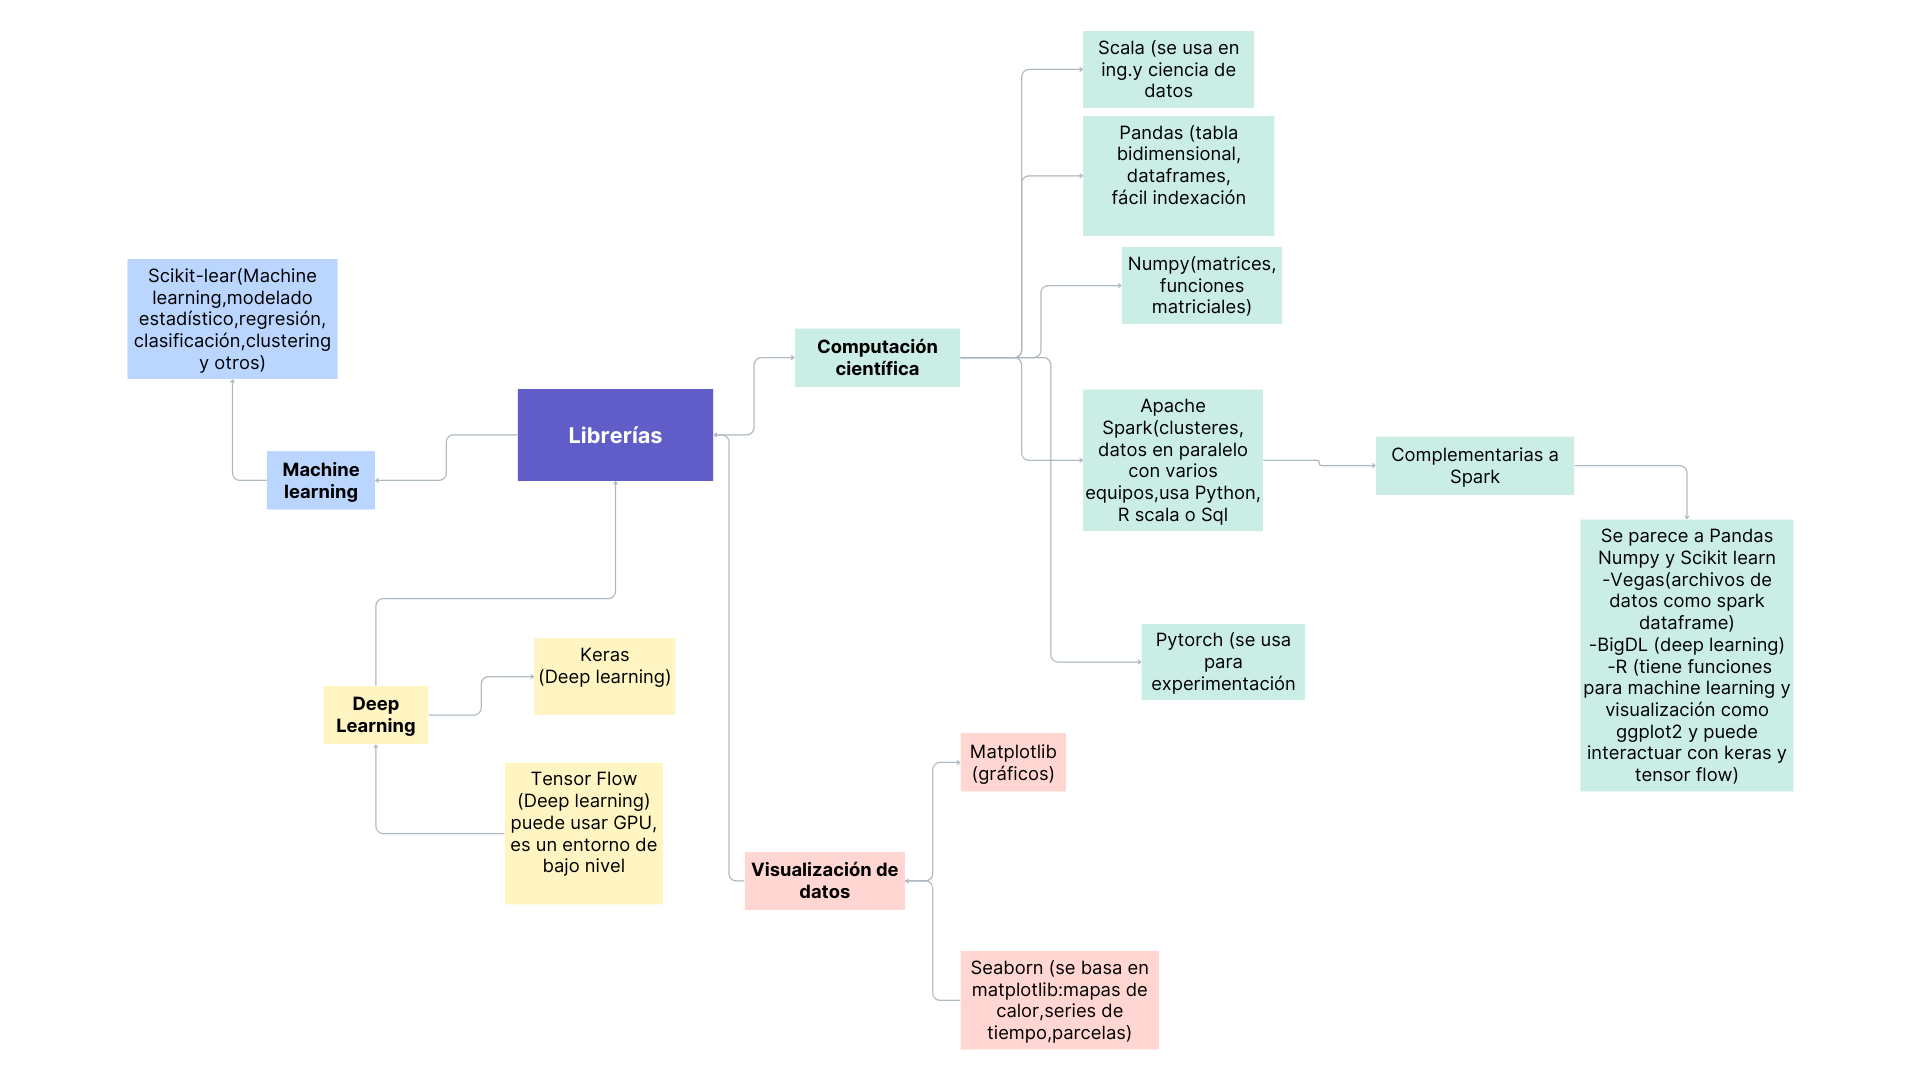 Scala (se usa en
ing.y ciencia de
datos
Pandas (tabla
bidimensional,
dataframes,
fácil indexación
Numpy(matrices,
funciones
matriciales)
Scikit-lear(Machine
learning,modelado
estadístico,regresión,
clasificación,clustering
y otros)
Computación
científica
Librerías
Machine
learning
Apache
Spark(clusteres,
datos en paralelo
con varios
equipos,usa Python,
R scala o Sql
Complementarias a
Spark
Se parece a Pandas
Numpy y Scikit learn
-Vegas(archivos de
datos como spark
dataframe)
-BigDL (deep learning)
-R (tiene funciones
para machine learning y
visualización como
ggplot2 y puede
interactuar con keras y
tensor flow)
Pytorch (se usa
para
experimentación
Keras
(Deep learning)
Deep
Learning
Tensor Flow
(Deep learning)
puede usar GPU,
es un entorno de
bajo nivel
Matplotlib
(gráficos)
Visualización de
datos
Seaborn (se basa en
matplotlib:mapas de
calor,series de
tiempo,parcelas)